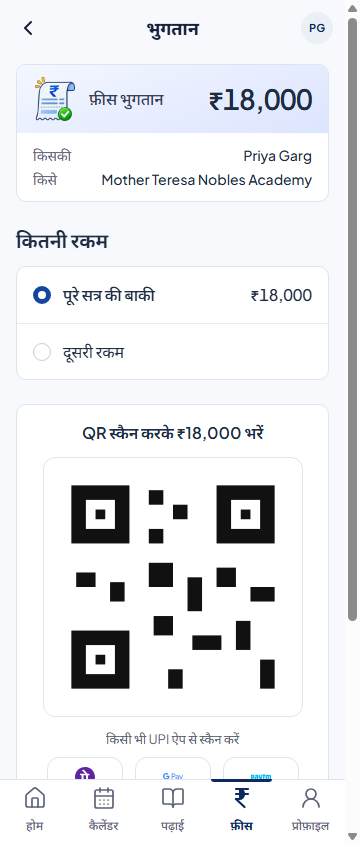 भुगतान
PG
फ़ीस भुगतान ₹18,000
किसकी Priya Garg
किसे Mother Teresa Nobles Academy
कितनी रकम
पूरे सत्र की बाकी ₹18,000
दूसरी रकम
QR स्कैन करके ₹18,000 भरें
किसी भी UPI ऐप से स्कैन करें
पे G Pay paytm
होम कैलेंडर पढ़ाई फ़ीस प्रोफ़ाइल